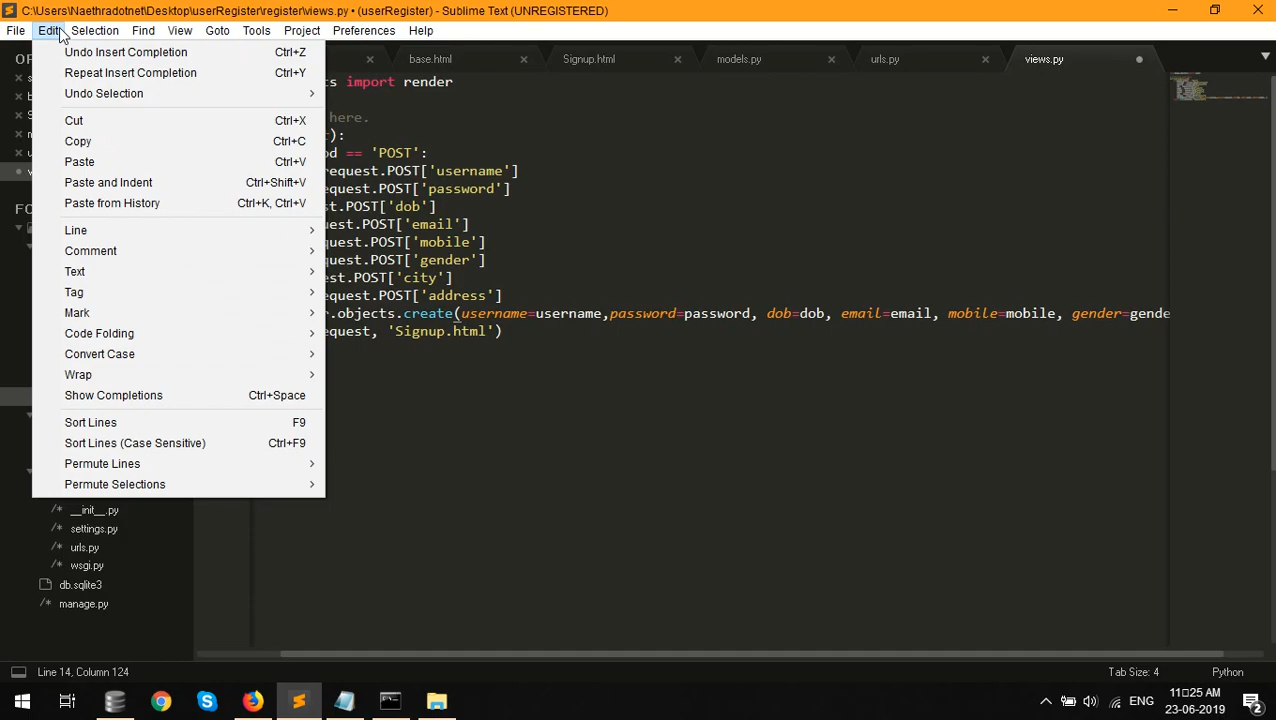 C:\Users\Naethradotnet\Desktop\userRegister\register\views.py • (userRegister) - Sublime Text (UNREGISTERED)
File Edit Selection Find View Goto Tools Project Preferences Help
base.html Signup.html models.py urls.py views.py
Undo Insert Completion Ctrl+Z
Repeat Insert Completion Ctrl+Y
Undo Selection
Cut Ctrl+X
Copy Ctrl+C
Paste Ctrl+V
Paste and Indent Ctrl+Shift+V
Paste from History Ctrl+K, Ctrl+V
Line
Comment
Text
Tag
Mark
Code Folding
Convert Case
Wrap
Show Completions Ctrl+Space
Sort Lines F9
Sort Lines (Case Sensitive) Ctrl+F9
Permute Lines
Permute Selections
import render
here.
):
== 'POST':
request.POST['username']
equest.POST['password']
quest.POST['dob']
uest.POST['email']
quest.POST['mobile']
quest.POST['gender']
est.POST['city']
equest.POST['address']
r.objects.create(username=username,password=password, dob=dob, email=email, mobile=mobile, gender=gende
equest, 'Signup.html')
/* __init__.py
/* settings.py
/* urls.py
/* wsgi.py
db.sqlite3
/* manage.py
Line 14, Column 124 Tab Size: 4 Python
ENG 11:25 AM
23-06-2019
2